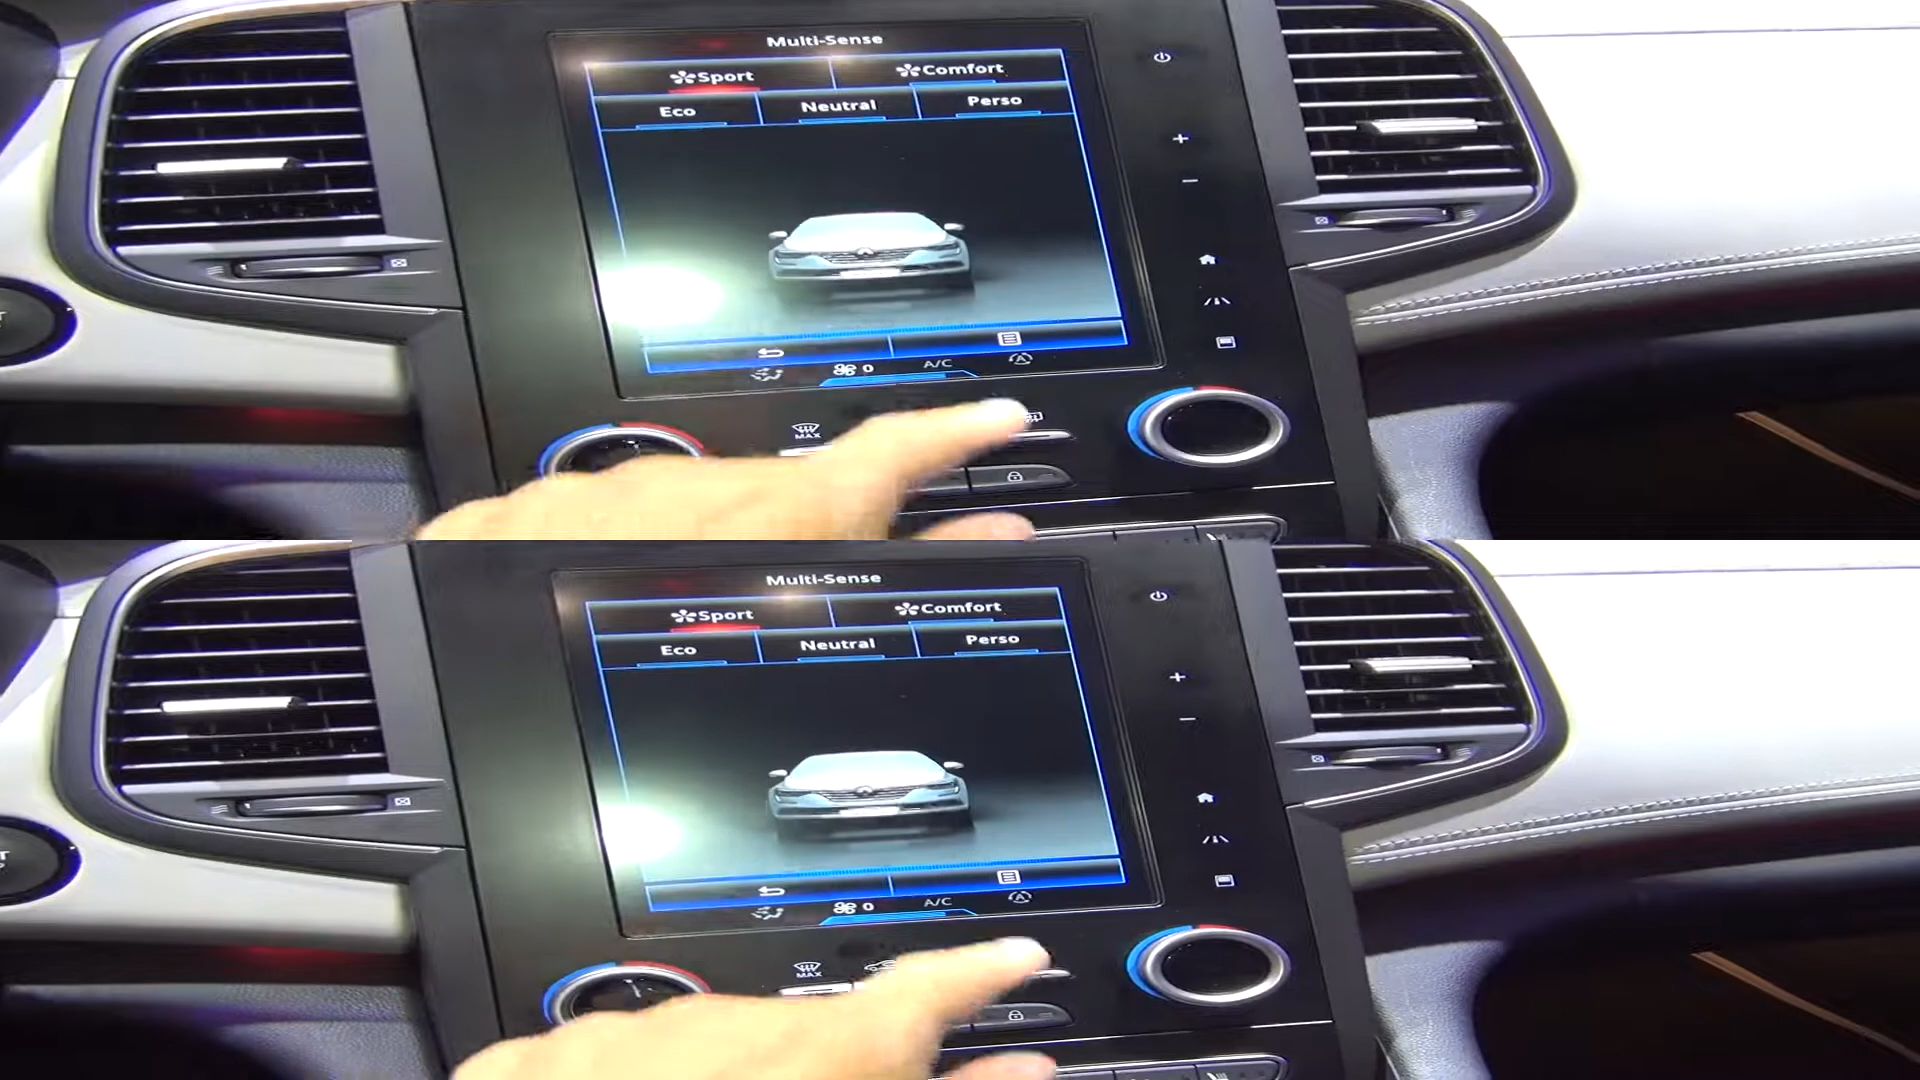 Multi-Sense
Sport
Comfort
Eco
Neutral
Perso
0
A/C
MAX
Multi-Sense
Sport
Comfort
Eco
Neutral
Perso
0
A/C
MAX